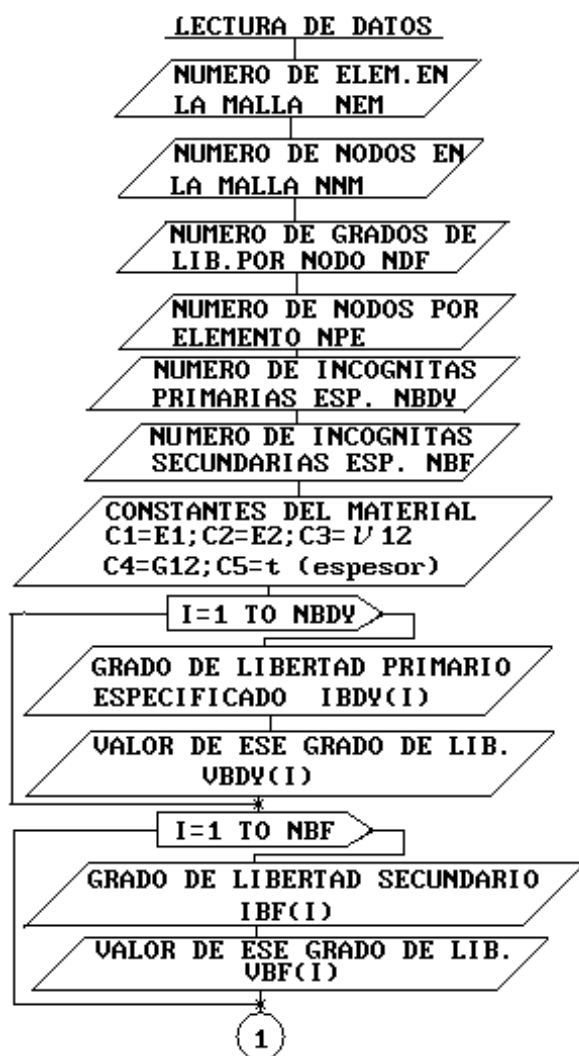 LECTURA DE DATOS
NUMERO DE ELEM.EN
LA MALLA NEM
NUMERO DE NODOS EN
LA MALLA NNM
NUMERO DE GRADOS DE
LIB.POR NODO NDF
NUMERO DE NODOS POR
ELEMENTO NPE
NUMERO DE INCOGNITAS
PRIMARIAS ESP. NBDY
NUMERO DE INCOGNITAS
SECUNDARIAS ESP. NBF
CONSTANTES DEL MATERIAL
C1=E1;C2=E2;C3=υ12
C4=G12;C5=t (espesor)
I=1 TO NBDY
GRADO DE LIBERTAD PRIMARIO
ESPECIFICADO IBDY(I)
VALOR DE ESE GRADO DE LIB.
VBDY(I)
I=1 TO NBF
GRADO DE LIBERTAD SECUNDARIO
IBF(I)
VALOR DE ESE GRADO DE LIB.
VBF(I)
1